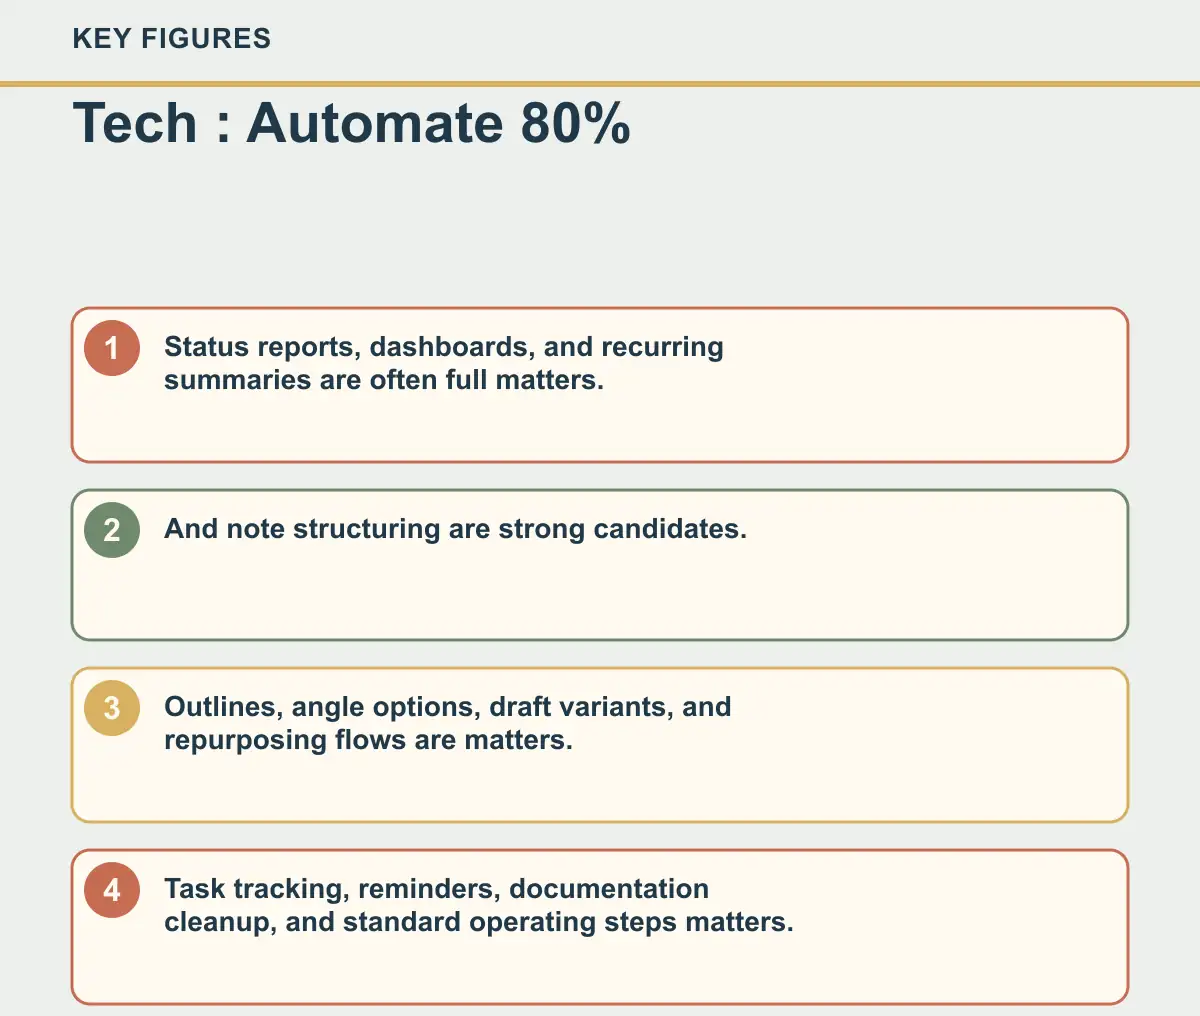 KEY FIGURES
Tech : Automate 80%
1
Status reports, dashboards, and recurring
summaries are often full matters.
2
And note structuring are strong candidates.
3
Outlines, angle options, draft variants, and
repurposing flows are matters.
4
Task tracking, reminders, documentation
cleanup, and standard operating steps matters.